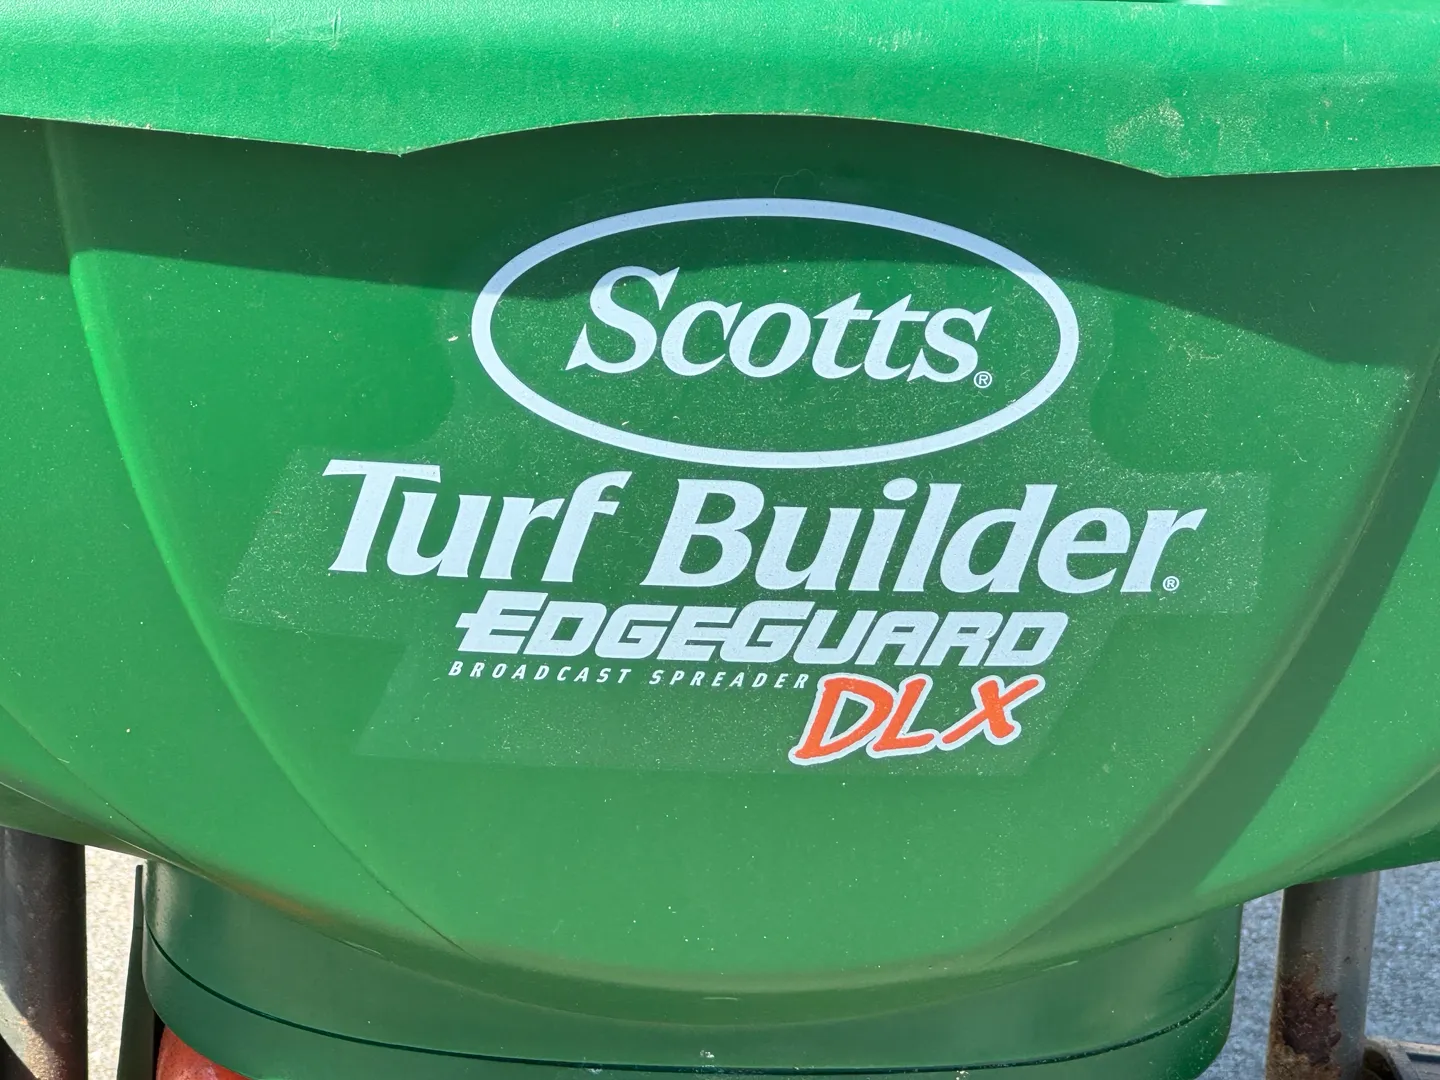 Scotts®
Turf Builder®
EDGEGUARD
BROADCAST SPREADER
DLX